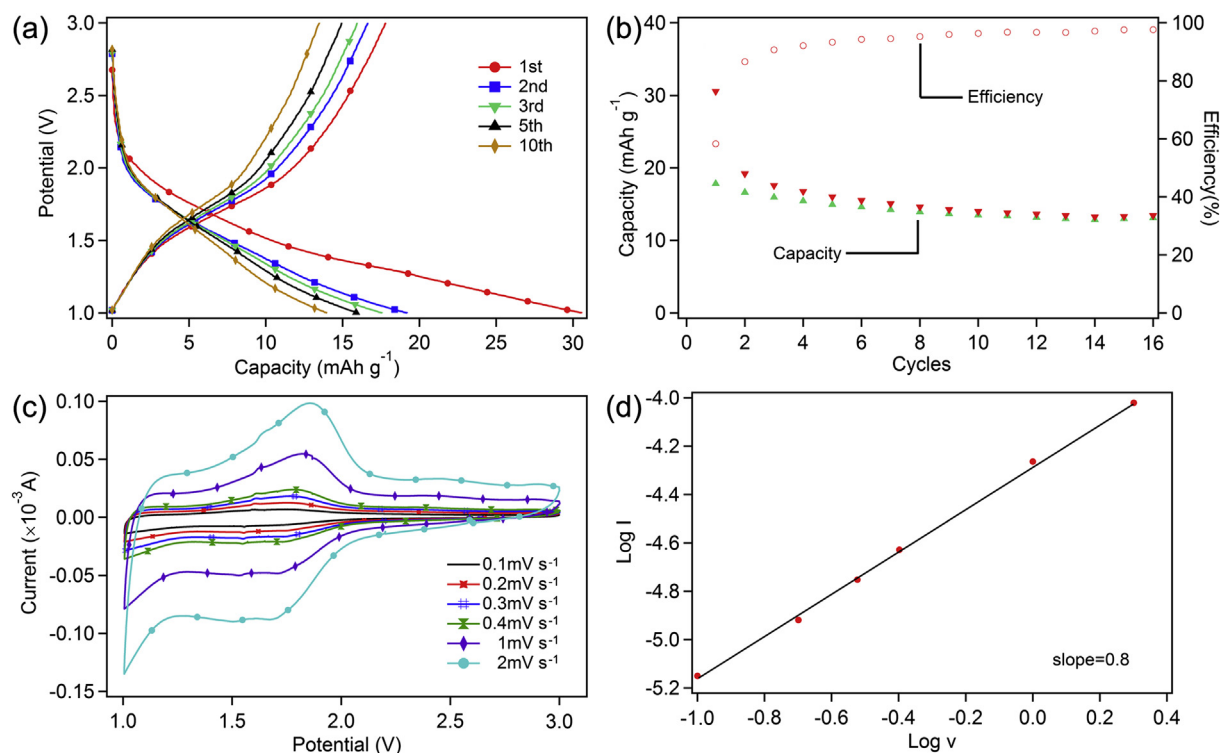 (a)
3.0
2.5
2.0
1.5
1.0
Potential (V)
1st
2nd
3rd
5th
10th
0 5 10 15 20 25 30
Capacity (mAh g⁻¹)
(b)
40
30
20
10
0
Capacity (mAh g⁻¹)
100
80
60
40
20
0
Efficiency(%)
Efficiency
Capacity
0 2 4 6 8 10 12 14 16
Cycles
(c)
0.10
0.05
0.00
-0.05
-0.10
-0.15
Current (×10⁻³ A)
0.1mV s⁻¹
0.2mV s⁻¹
0.3mV s⁻¹
0.4mV s⁻¹
1mV s⁻¹
2mV s⁻¹
1.0 1.5 2.0 2.5 3.0
Potential (V)
(d)
-4.0
-4.2
-4.4
-4.6
-4.8
-5.0
-5.2
Log I
slope=0.8
-1.0 -0.8 -0.6 -0.4 -0.2 0.0 0.2 0.4
Log v